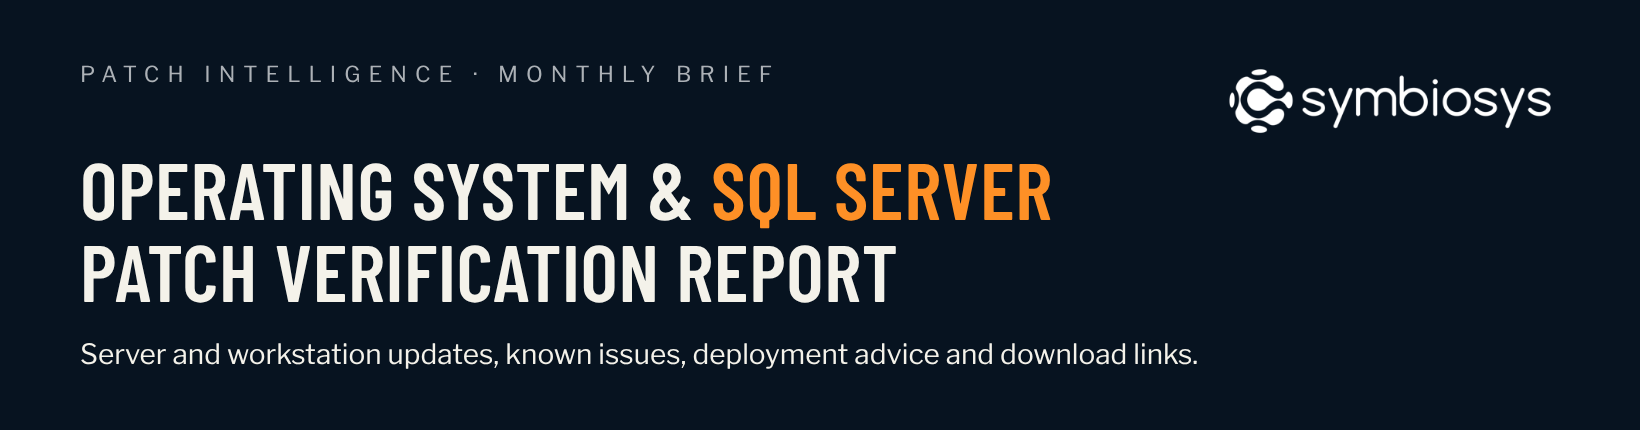 PATCH INTELLIGENCE · MONTHLY BRIEF
symbiosys
OPERATING SYSTEM & SQL SERVER
PATCH VERIFICATION REPORT
Server and workstation updates, known issues, deployment advice and download links.